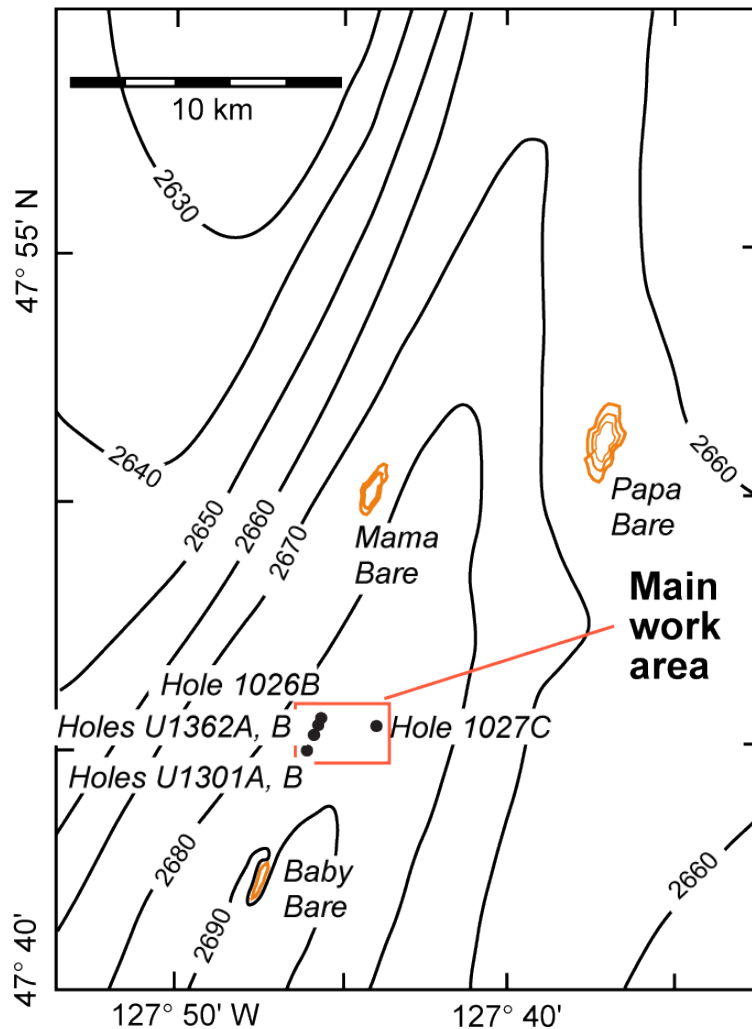 10 km
2630
47° 55' N
2640
2650
2660
2670
2660
Mama
Bare
Papa
Bare
Main
work
area
Hole 1026B
Holes U1362A, B
Hole 1027C
Holes U1301A, B
2680
2690
Baby
Bare
2660
47° 40'
127° 50' W
127° 40'